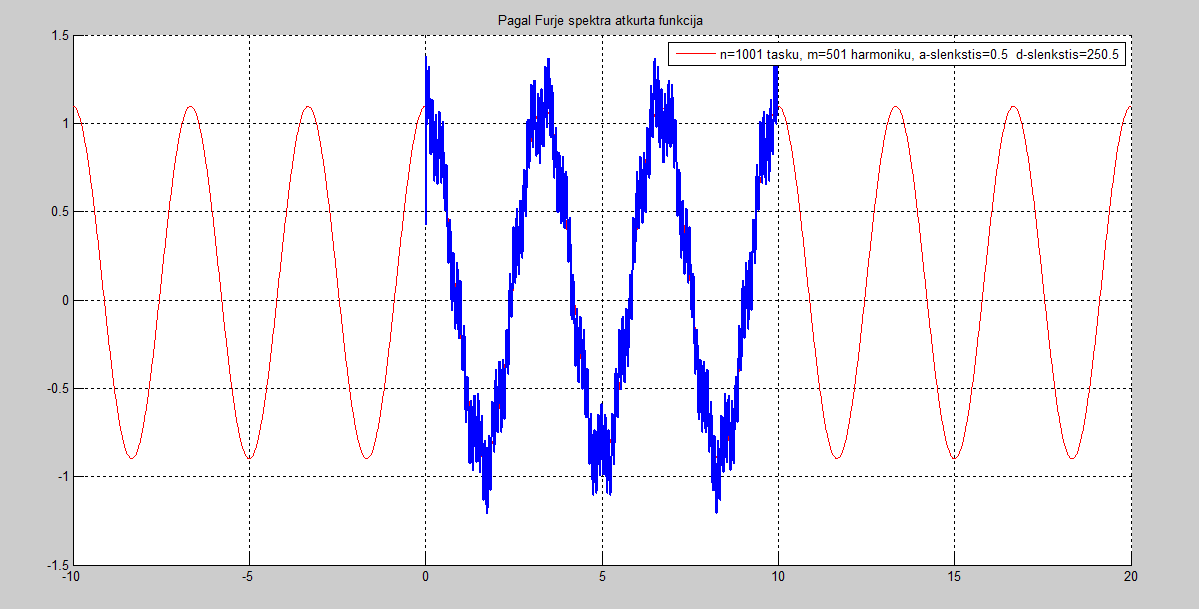 Pagal Furje spektra atkurta funkcija
n=1001 tasku, m=501 harmoniku, a-slenkstis=0.5 d-slenkstis=250.5
1.5
1
0.5
0
-0.5
-1
-1.5
-10 -5 0 5 10 15 20